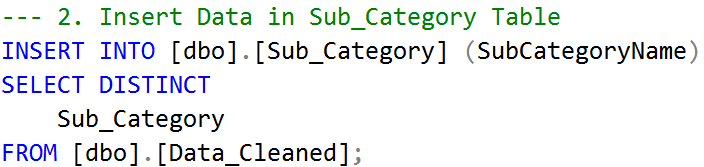 --- 2. Insert Data in Sub_Category Table
INSERT INTO [dbo].[Sub_Category] (SubCategoryName)
SELECT DISTINCT
    Sub_Category
FROM [dbo].[Data_Cleaned];